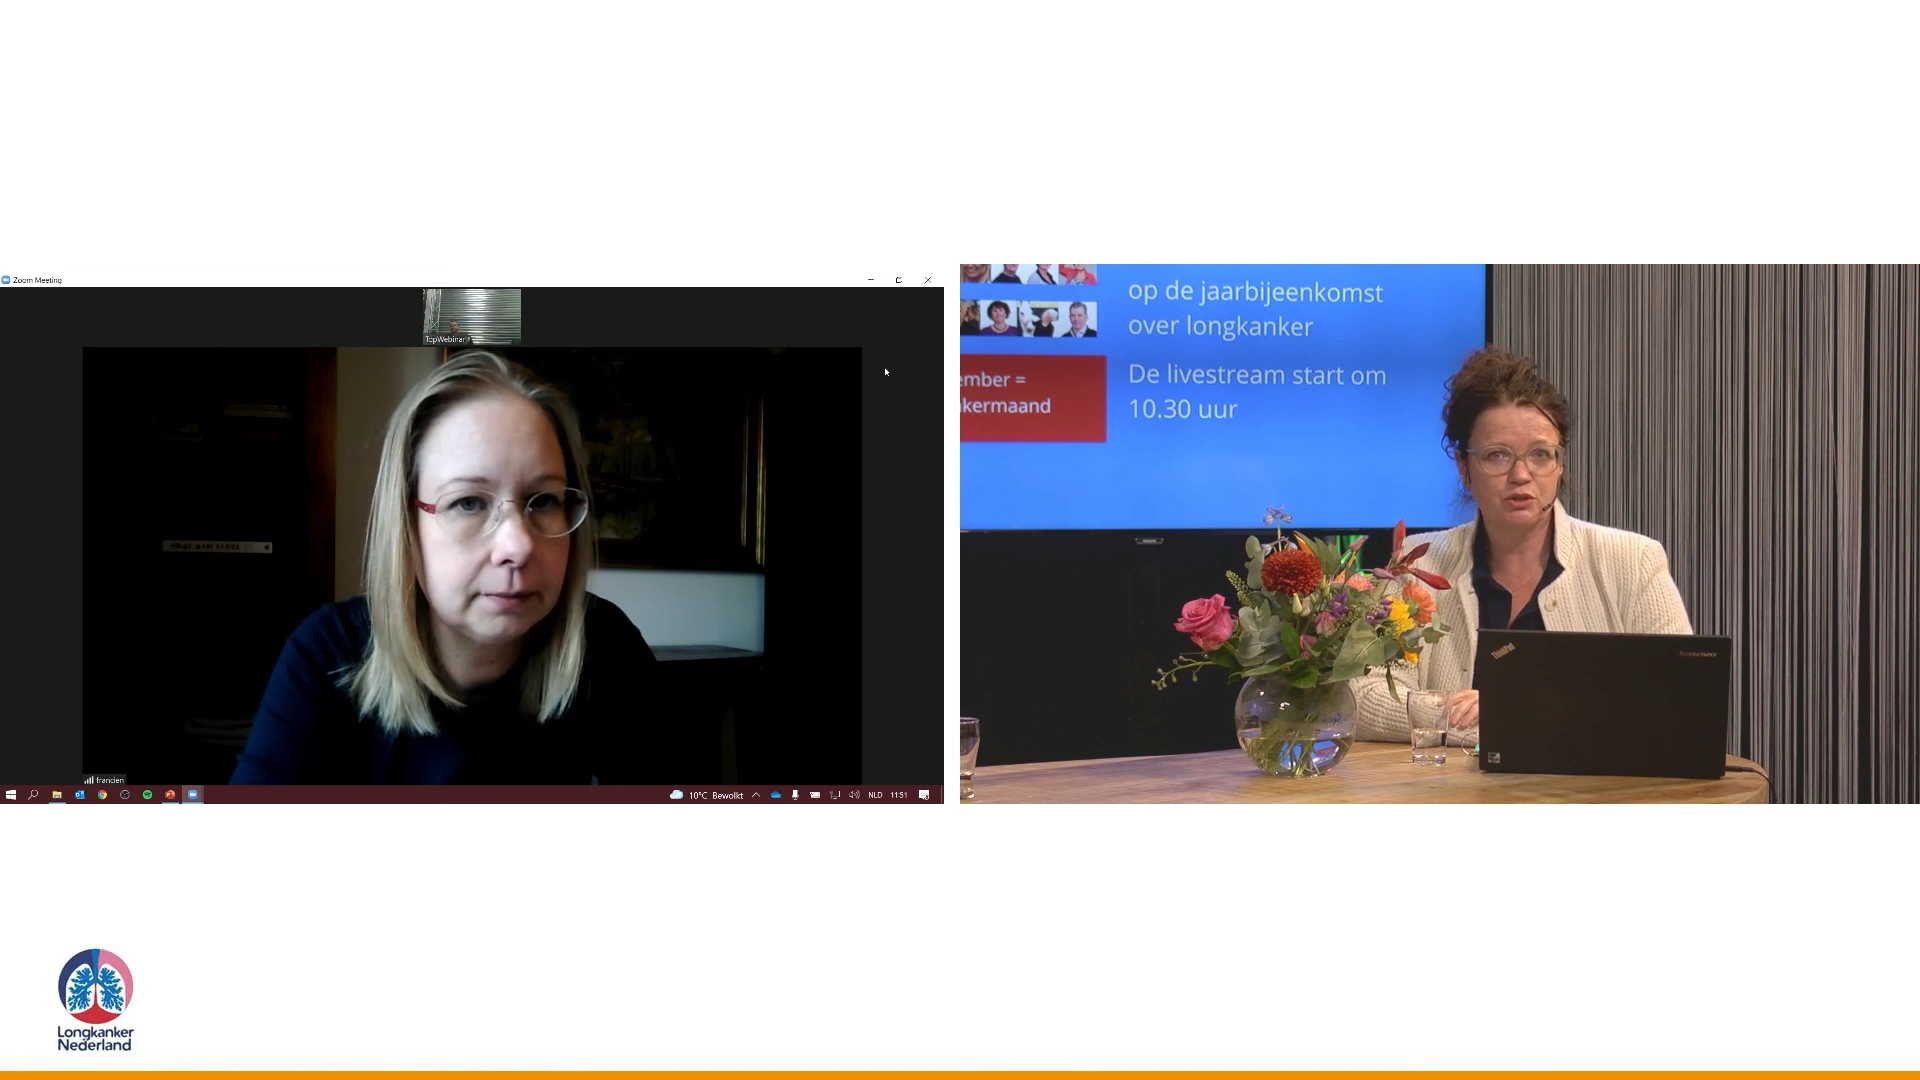 Zoom Meeting
TopWebinar
francien
10°C Bewolkt
NLD
11:51
op de jaarbijeenkomst
over longkanker
De livestream start om
10.30 uur
ember =
kermaand
ThinkPad
Longkanker
Nederland